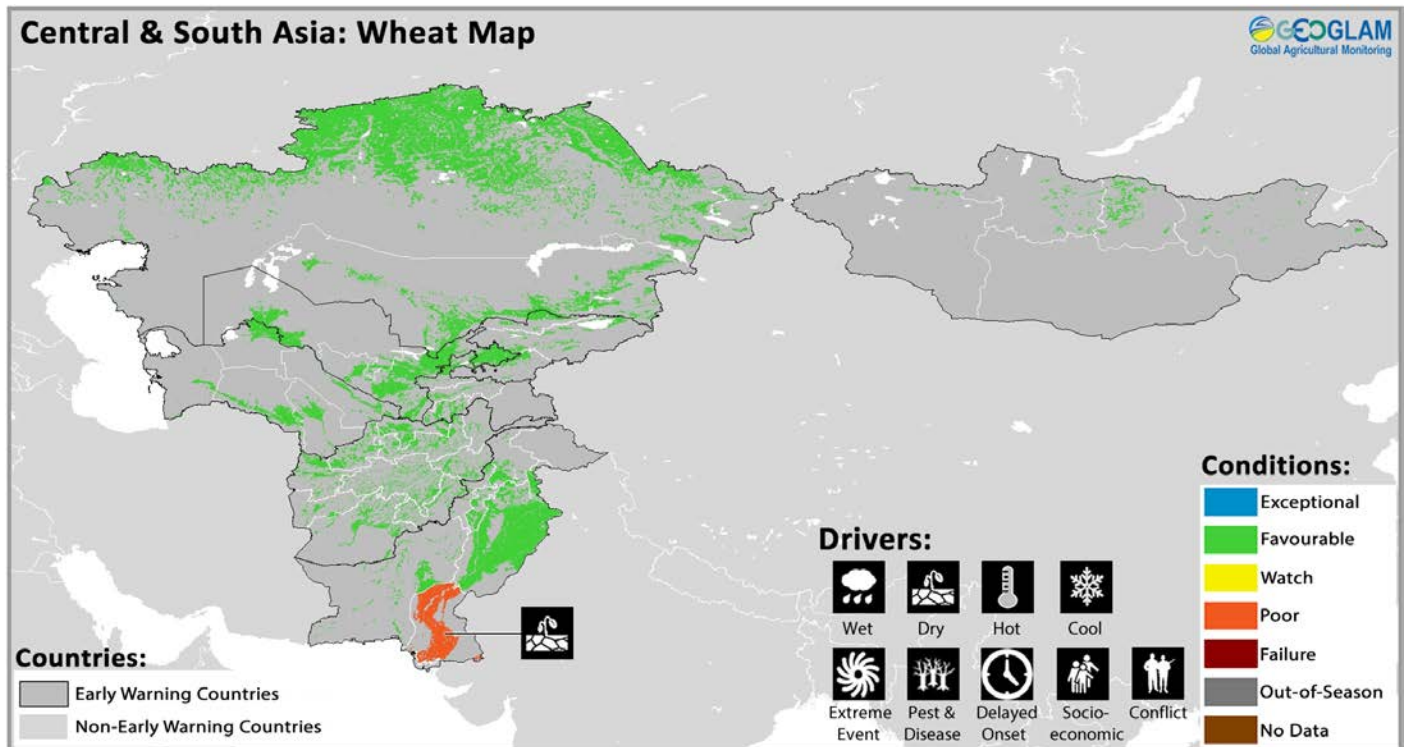 Central & South Asia: Wheat Map
GEOGLAM
Global Agricultural Monitoring
Conditions:
Exceptional
Favourable
Watch
Poor
Failure
Out-of-Season
No Data
Drivers:
Wet
Dry
Hot
Cool
Extreme
Event
Pest &
Disease
Delayed
Onset
Socio-
economic
Conflict
Countries:
Early Warning Countries
Non-Early Warning Countries